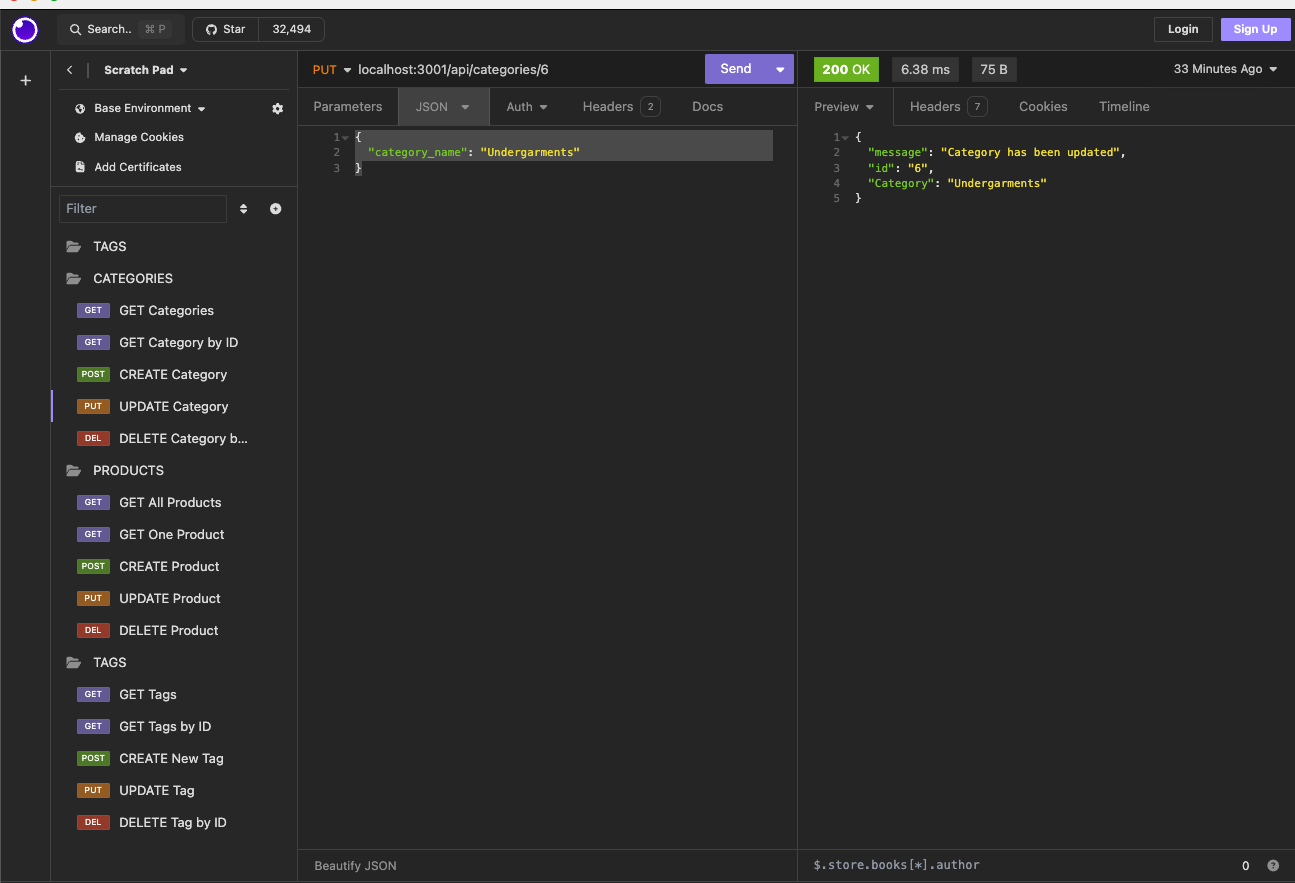 Search.. ⌘ P Star 32,494 Login Sign Up
Scratch Pad
Base Environment
Manage Cookies
Add Certificates
Filter
TAGS
CATEGORIES
GET GET Categories
GET GET Category by ID
POST CREATE Category
PUT UPDATE Category
DEL DELETE Category b...
PRODUCTS
GET GET All Products
GET GET One Product
POST CREATE Product
PUT UPDATE Product
DEL DELETE Product
TAGS
GET GET Tags
GET GET Tags by ID
POST CREATE New Tag
PUT UPDATE Tag
DEL DELETE Tag by ID
PUT localhost:3001/api/categories/6 Send
Parameters JSON Auth Headers 2 Docs
1 {
2 "category_name": "Undergarments"
3 }
Beautify JSON
200 OK 6.38 ms 75 B 33 Minutes Ago
Preview Headers 7 Cookies Timeline
1 {
2 "message": "Category has been updated",
3 "id": "6",
4 "Category": "Undergarments"
5 }
$.store.books[*].author 0 ?